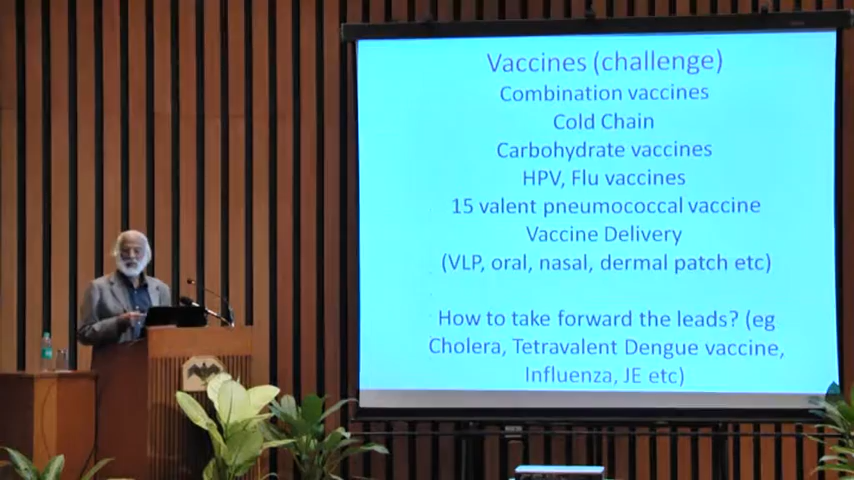 Vaccines (challenge)
Combination vaccines
Cold Chain
Carbohydrate vaccines
HPV, Flu vaccines
15 valent pneumococcal vaccine
Vaccine Delivery
(VLP, oral, nasal, dermal patch etc)
How to take forward the leads? (eg
Cholera, Tetravalent Dengue vaccine,
Influenza, JE etc)